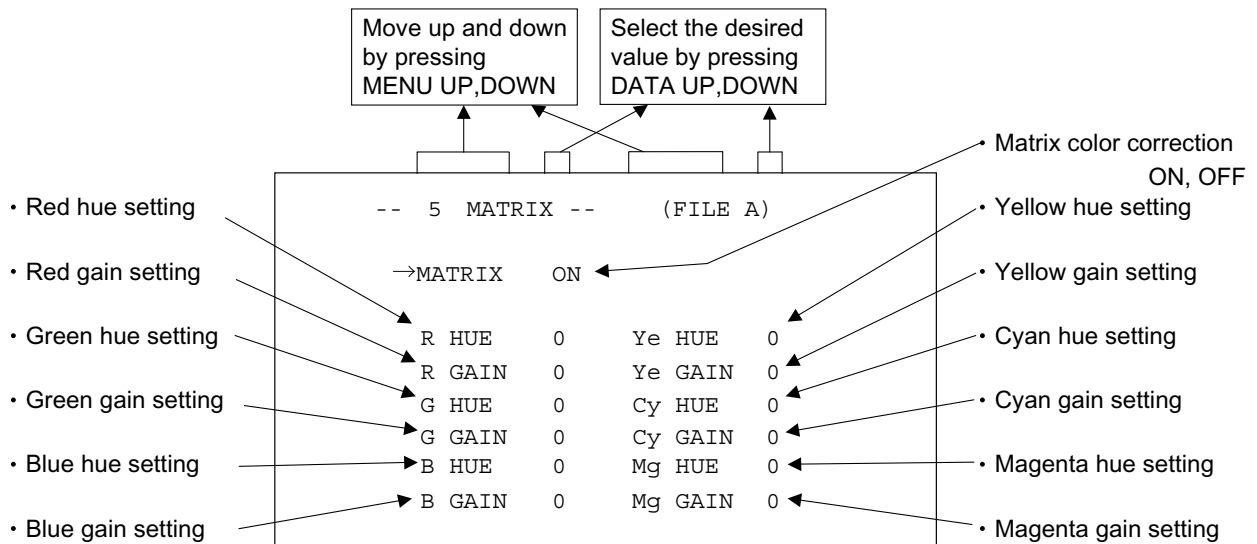 Move up and down
by pressing
MENU UP,DOWN
Select the desired
value by pressing
DATA UP,DOWN
・Matrix color correction
ON, OFF
・Red hue setting
・Red gain setting
・Green hue setting
・Green gain setting
・Blue hue setting
・Blue gain setting
-- 5 MATRIX -- (FILE A)
→MATRIX ON
R HUE 0 Ye HUE 0
R GAIN 0 Ye GAIN 0
G HUE 0 Cy HUE 0
G GAIN 0 Cy GAIN 0
B HUE 0 Mg HUE 0
B GAIN 0 Mg GAIN 0
・Yellow hue setting
・Yellow gain setting
・Cyan hue setting
・Cyan gain setting
・Magenta hue setting
・Magenta gain setting